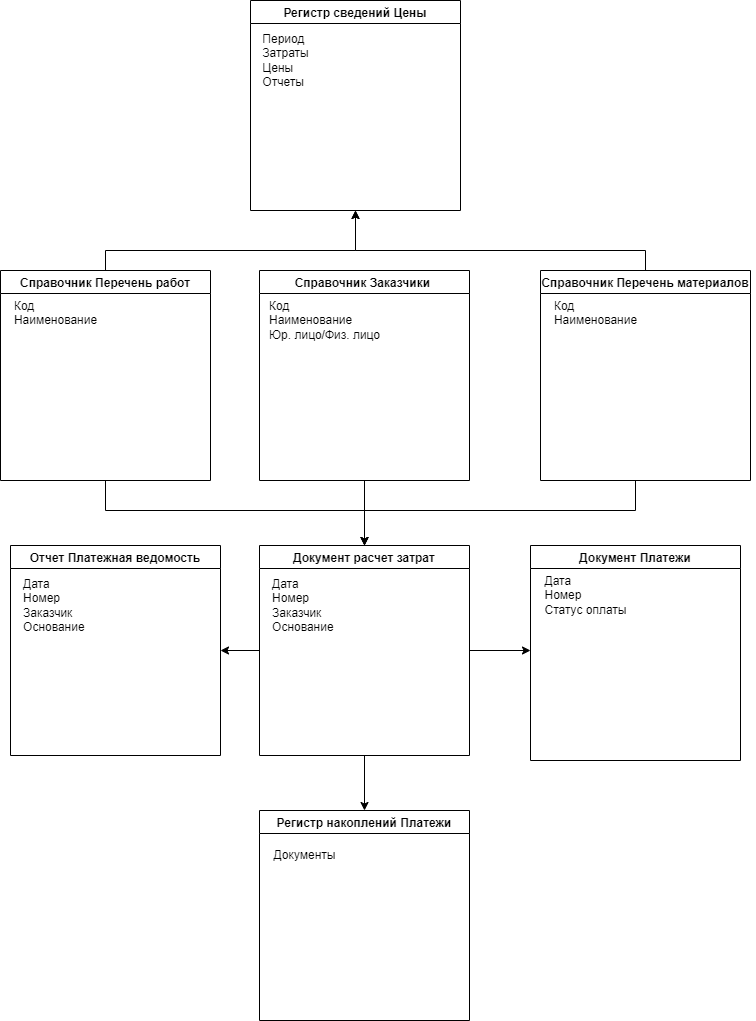 Регистр сведений Цены
Период
Затраты
Цены
Отчеты
Справочник Перечень работ
Код
Наименование
Справочник Заказчики
Код
Наименование
Юр. лицо/Физ. лицо
Справочник Перечень материалов
Код
Наименование
Отчет Платежная ведомость
Дата
Номер
Заказчик
Основание
Документ расчет затрат
Дата
Номер
Заказчик
Основание
Документ Платежи
Дата
Номер
Статус оплаты
Регистр накоплений Платежи
Документы